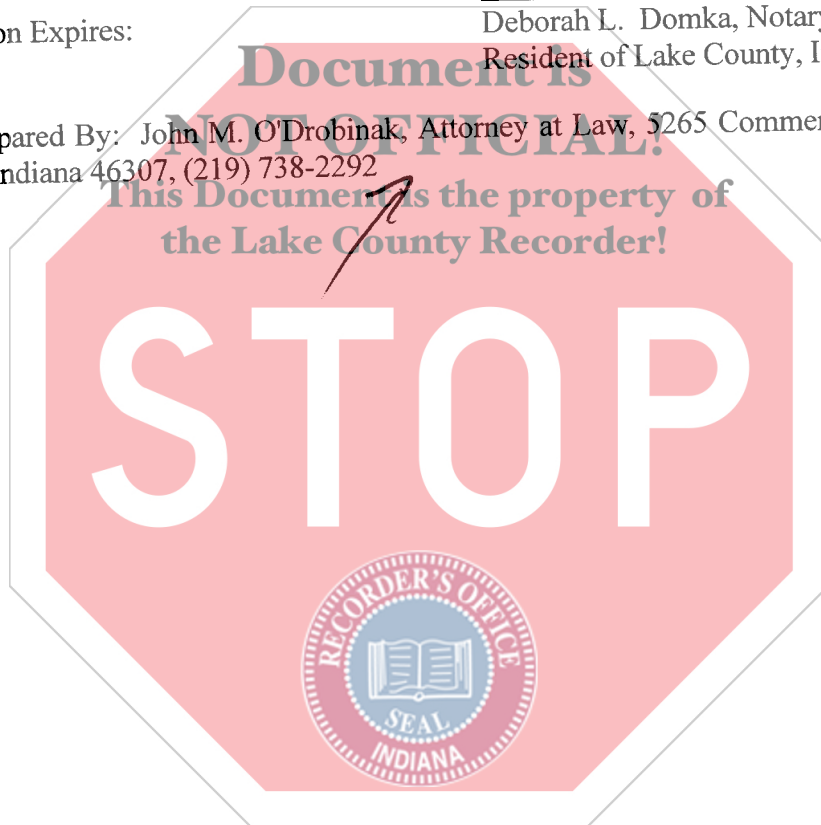 on Expires:
Deborah L. Domka, Notary
Resident of Lake County, I
Document is
pared By: John M. O'Drobinak, Attorney at Law, 5265 Commer
NOT OFFICIAL!
ndiana 46307, (219) 738-2292
This Document is the property of
the Lake County Recorder!
STOP
RECORDER'S OFFICE
SEAL
INDIANA